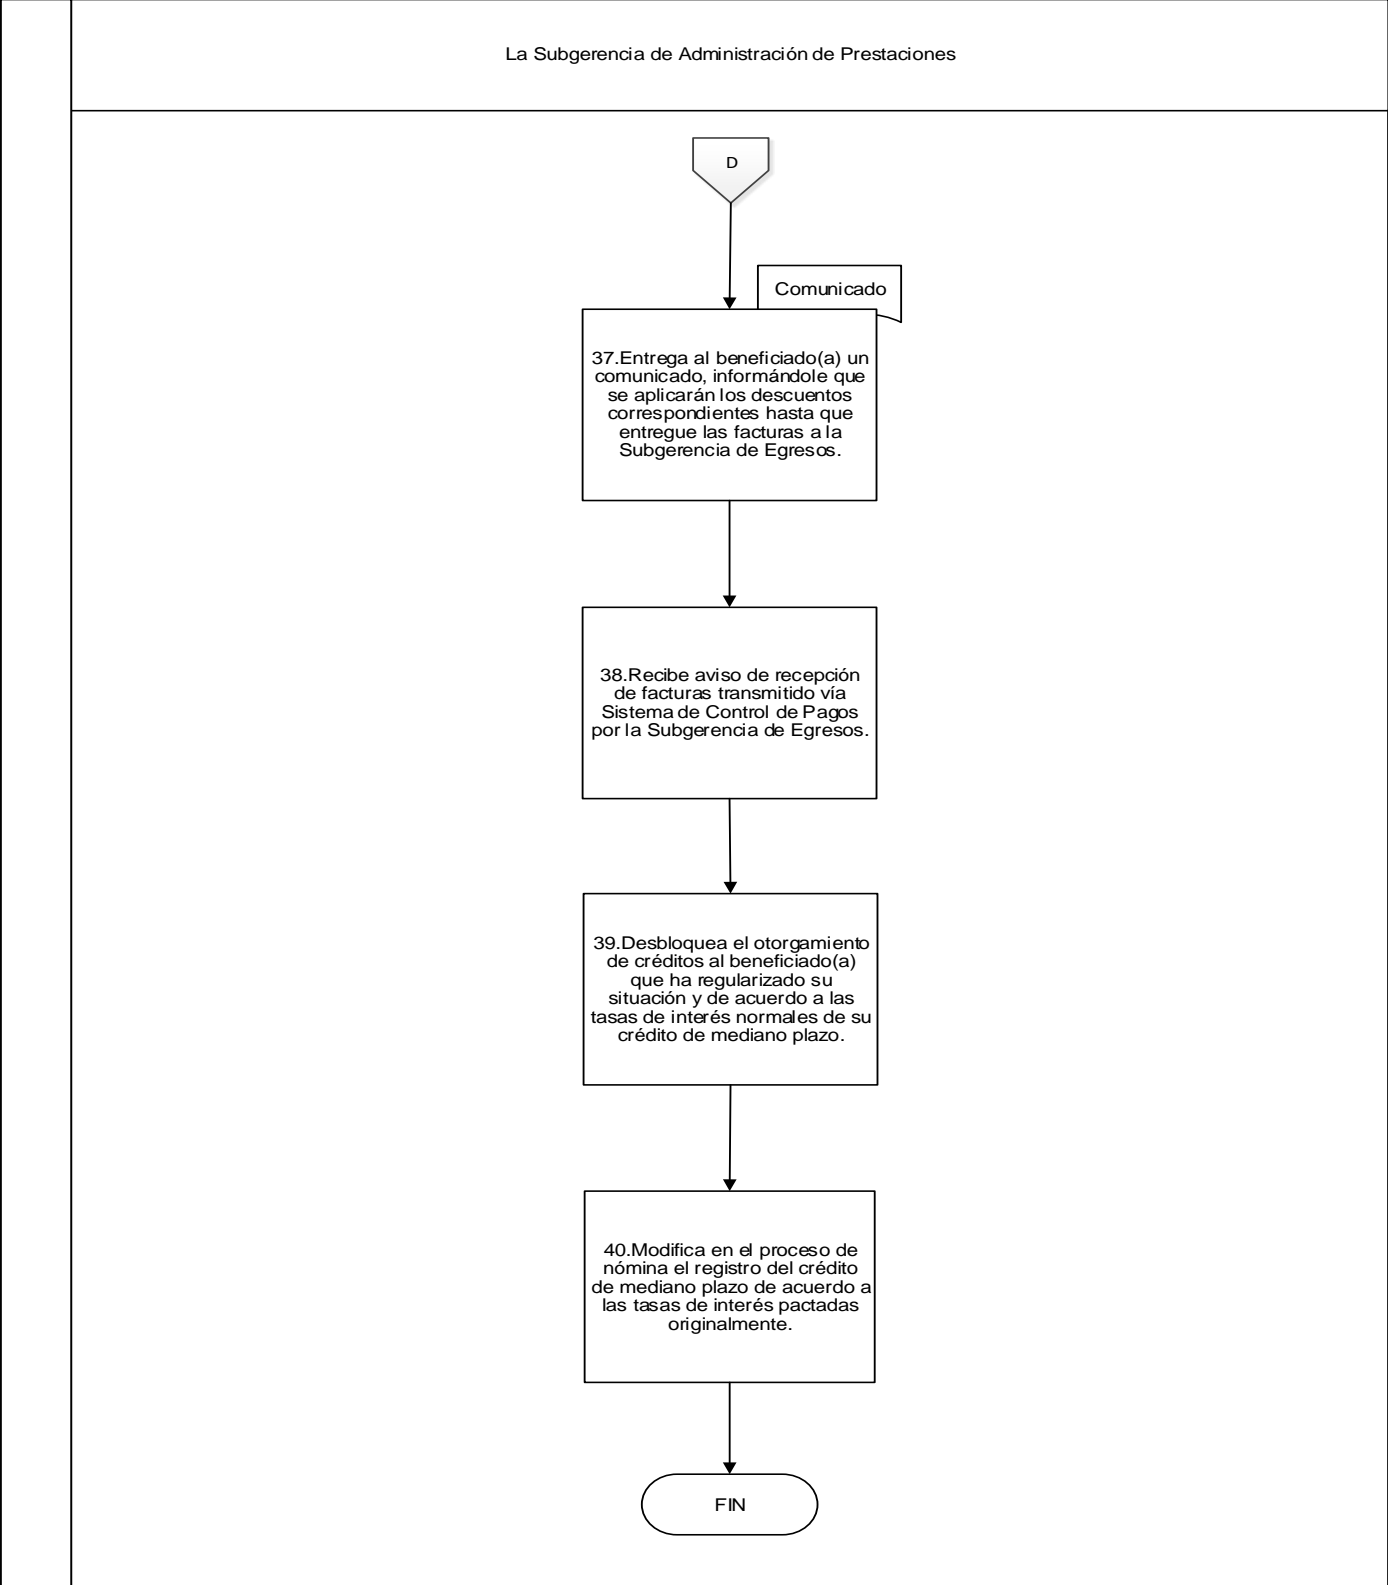 La Subgerencia de Administración de Prestaciones
D
Comunicado
37.Entrega al beneficiado(a) un
comunicado, informándole que
se aplicarán los descuentos
correspondientes hasta que
entregue las facturas a la
Subgerencia de Egresos.
38.Recibe aviso de recepción
de facturas transmitido vía
Sistema de Control de Pagos
por la Subgerencia de Egresos.
39.Desbloquea el otorgamiento
de créditos al beneficiado(a)
que ha regularizado su
situación y de acuerdo a las
tasas de interés normales de su
crédito de mediano plazo.
40.Modifica en el proceso de
nómina el registro del crédito
de mediano plazo de acuerdo a
las tasas de interés pactadas
originalmente.
FIN